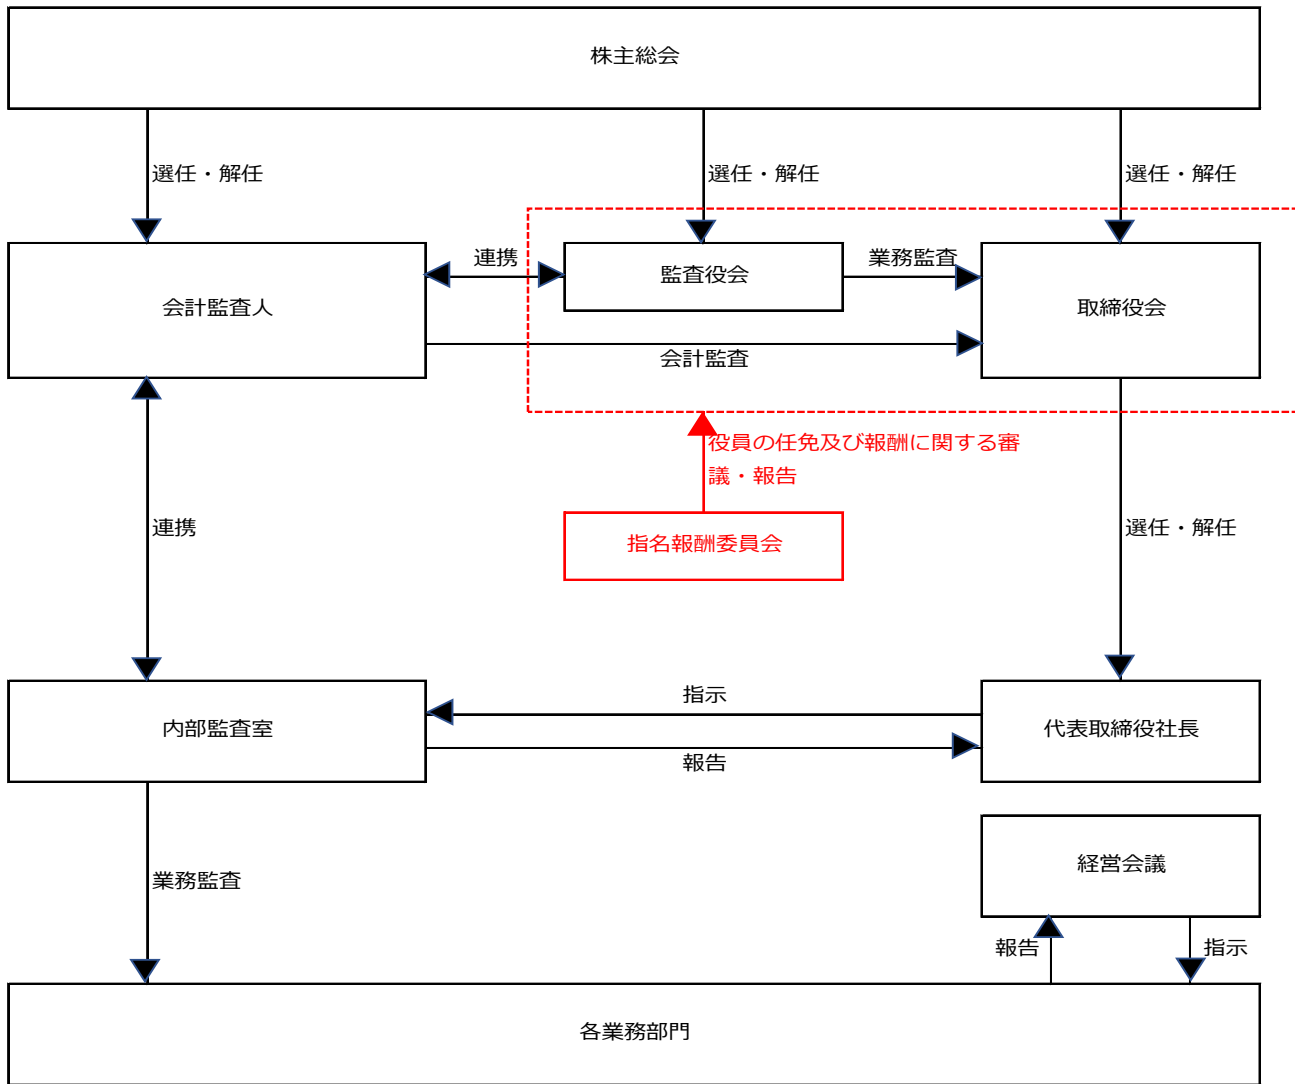 株主総会
選任・解任
選任・解任
選任・解任
連携
監査役会
業務監査
会計監査人
取締役会
会計監査
役員の任免及び報酬に関する審
議・報告
指名報酬委員会
連携
選任・解任
指示
内部監査室
代表取締役社長
報告
経営会議
業務監査
報告
指示
各業務部門